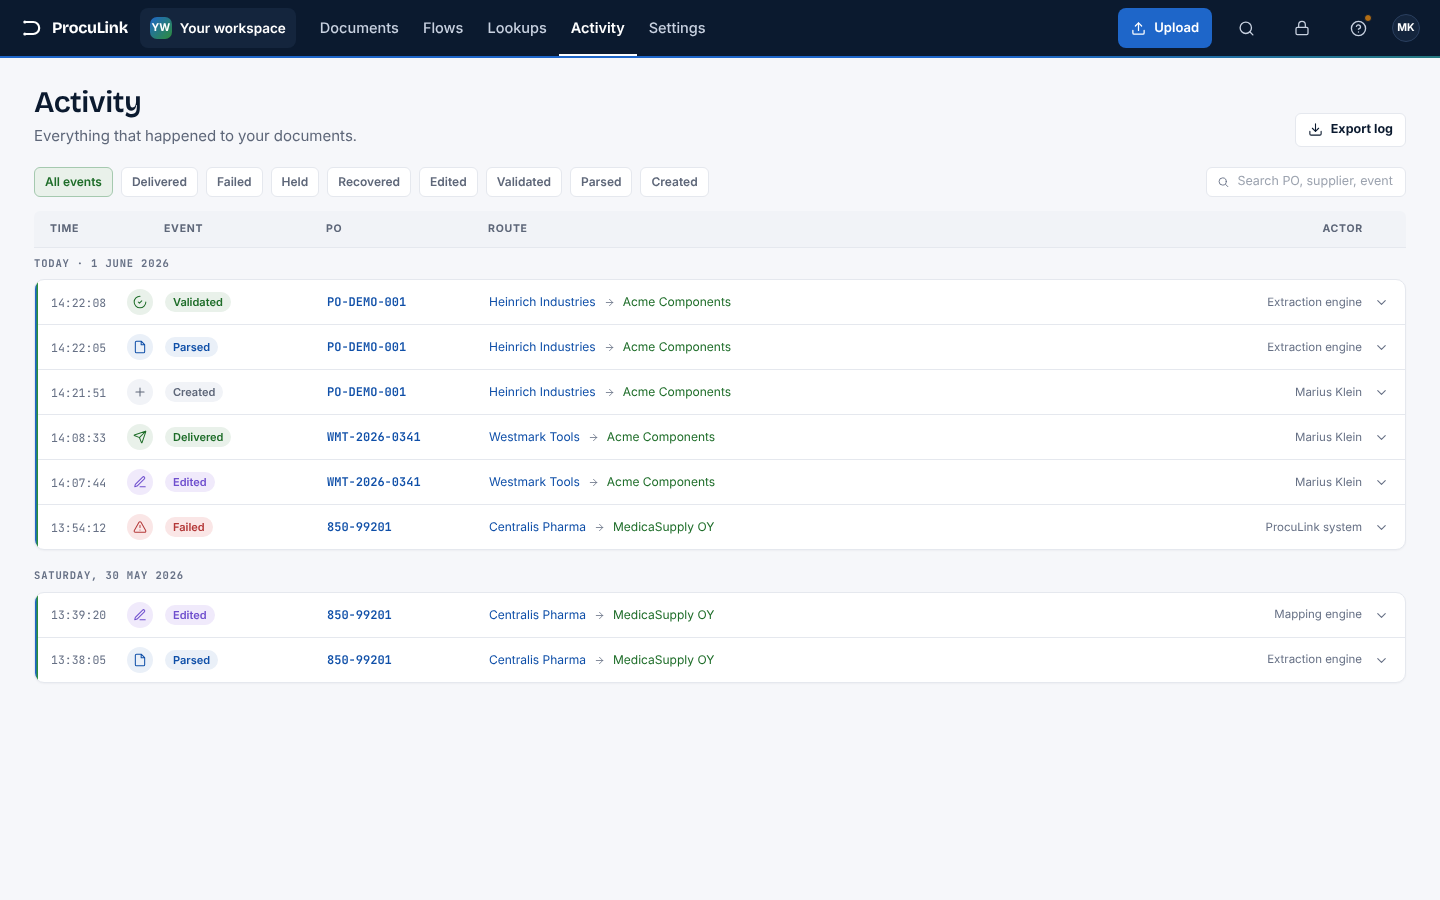 ProcuLink YW Your workspace Documents Flows Lookups Activity Settings Upload MK
Activity
Everything that happened to your documents.
Export log
All events Delivered Failed Held Recovered Edited Validated Parsed Created Search PO, supplier, event
TIME EVENT PO ROUTE ACTOR
TODAY · 1 JUNE 2026
14:22:08 Validated PO-DEMO-001 Heinrich Industries → Acme Components Extraction engine
14:22:05 Parsed PO-DEMO-001 Heinrich Industries → Acme Components Extraction engine
14:21:51 Created PO-DEMO-001 Heinrich Industries → Acme Components Marius Klein
14:08:33 Delivered WMT-2026-0341 Westmark Tools → Acme Components Marius Klein
14:07:44 Edited WMT-2026-0341 Westmark Tools → Acme Components Marius Klein
13:54:12 Failed 850-99201 Centralis Pharma → MedicaSupply OY ProcuLink system
SATURDAY, 30 MAY 2026
13:39:20 Edited 850-99201 Centralis Pharma → MedicaSupply OY Mapping engine
13:38:05 Parsed 850-99201 Centralis Pharma → MedicaSupply OY Extraction engine